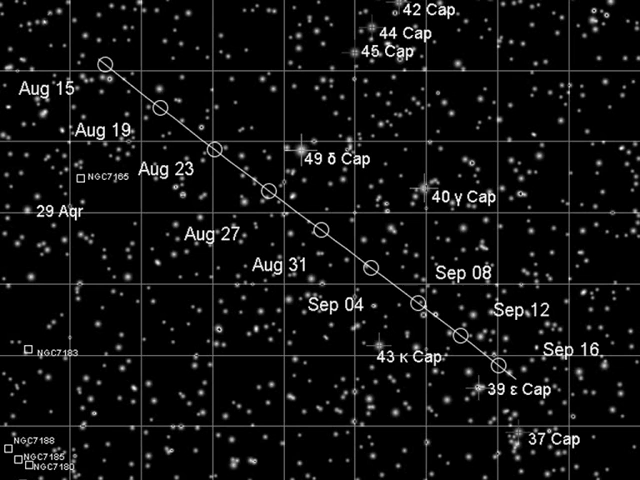 42 Cap
44 Cap
45 Cap
Aug 15
Aug 19
49 δ Cap
Aug 23
NGC7165
40 γ Cap
29 Aqr
Aug 27
Aug 31
Sep 08
Sep 04
Sep 12
Sep 16
NGC7183
43 κ Cap
39 ε Cap
37 Cap
NGC7188
NGC7185
NGC7180